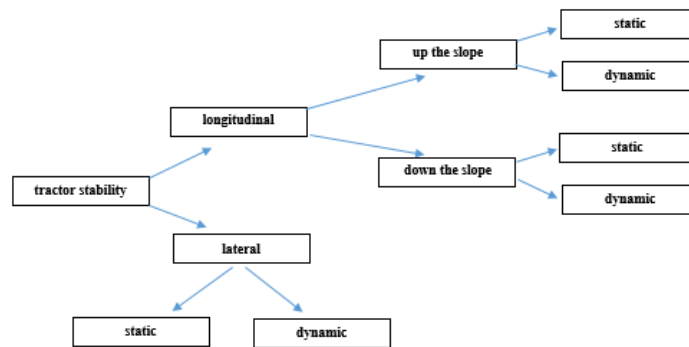 static
up the slope
dynamic
longitudinal
static
down the slope
dynamic
tractor stability
lateral
static
dynamic